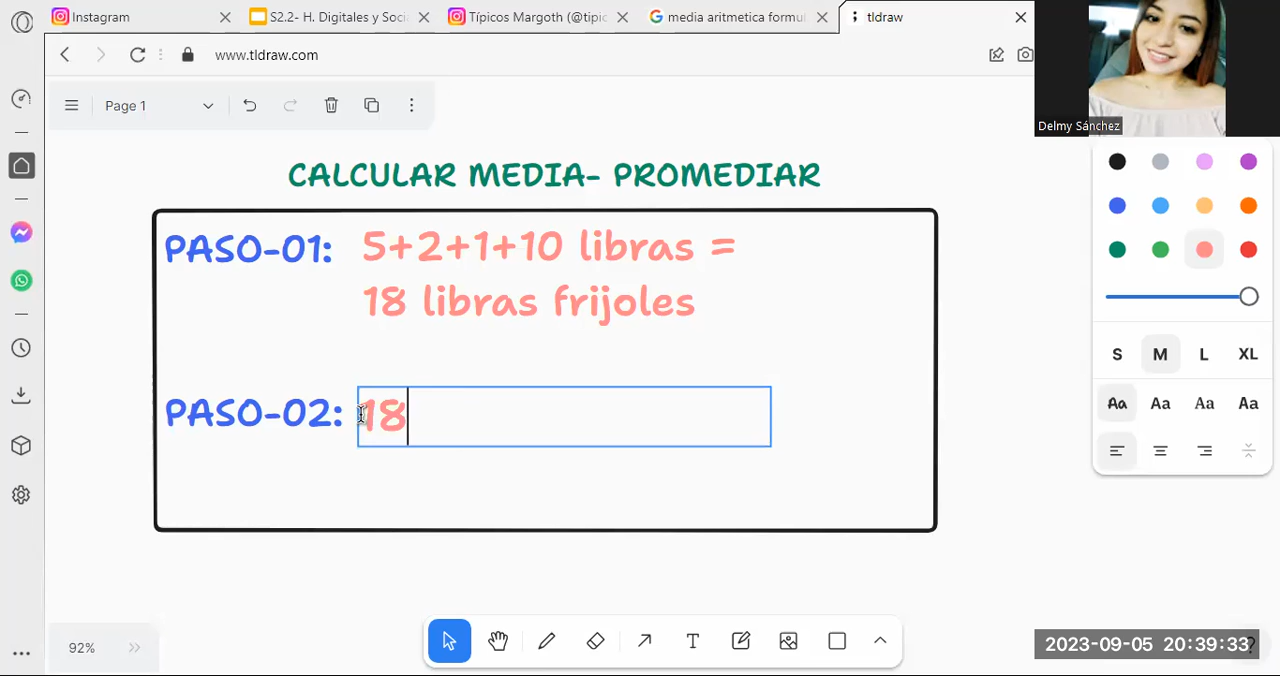 Instagram
S2.2- H. Digitales y Soci
Típicos Margoth (@tipic
media aritmetica formu
tldraw
www.tldraw.com
Page 1
Delmy Sánchez
CALCULAR MEDIA- PROMEDIAR
PASO-01: 5+2+1+10 libras =
18 libras frijoles
PASO-02: 18
S M L XL
Aa Aa Aa Aa
92%
2023-09-05 20:39:33